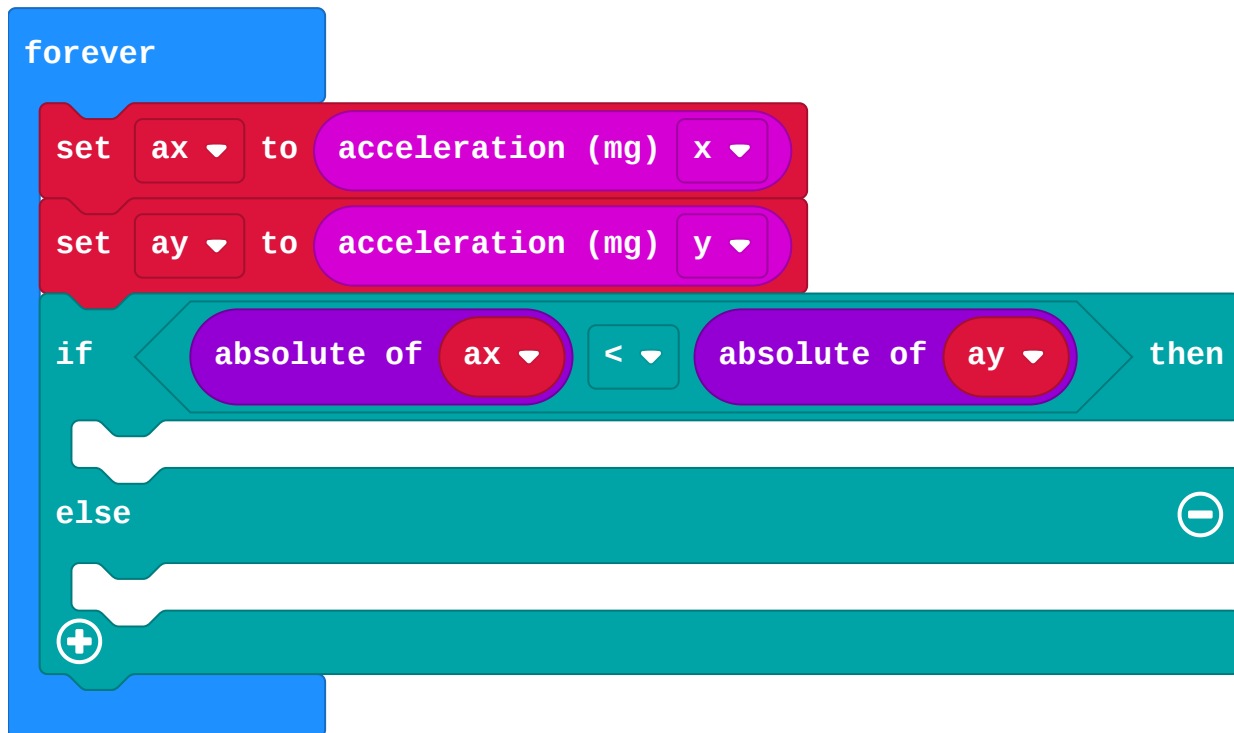 forever
set ax to acceleration (mg) x
set ay to acceleration (mg) y
if absolute of ax < absolute of ay then
else